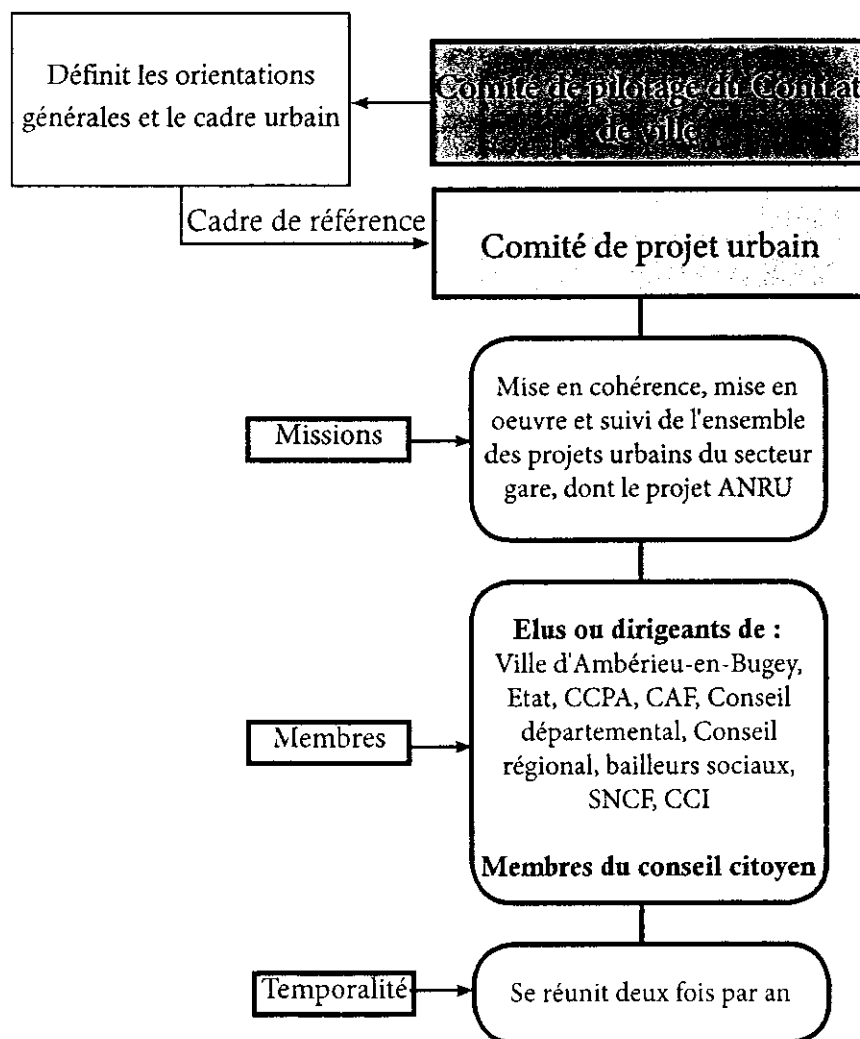 Définit les orientations
générales et le cadre urbain
Comité de pilotage du Contrat
de ville
Cadre de référence
Comité de projet urbain
Missions
Mise en cohérence, mise en
oeuvre et suivi de l'ensemble
des projets urbains du secteur
gare, dont le projet ANRU
Membres
Elus ou dirigeants de :
Ville d'Ambérieu-en-Bugey,
Etat, CCPA, CAF, Conseil
départemental, Conseil
régional, bailleurs sociaux,
SNCF, CCI
Membres du conseil citoyen
Temporalité
Se réunit deux fois par an